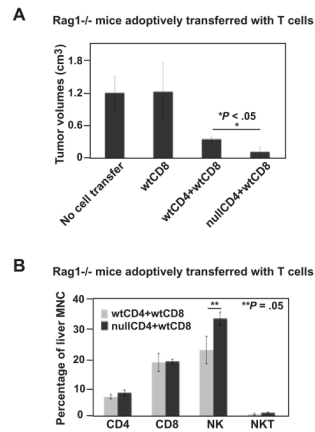 A
Rag1-/- mice adoptively transferred with T cells
Tumor volumes (cm3)
1.8
1.2
0.6
0
*P < .05
*
No cell transfer
wtCD8
wtCD4+wtCD8
nullCD4+wtCD8
B
Rag1-/- mice adoptively transferred with T cells
Percentage of liver MNC
40
30
20
10
0
wtCD4+wtCD8
nullCD4+wtCD8
**
**P = .05
CD4
CD8
NK
NKT